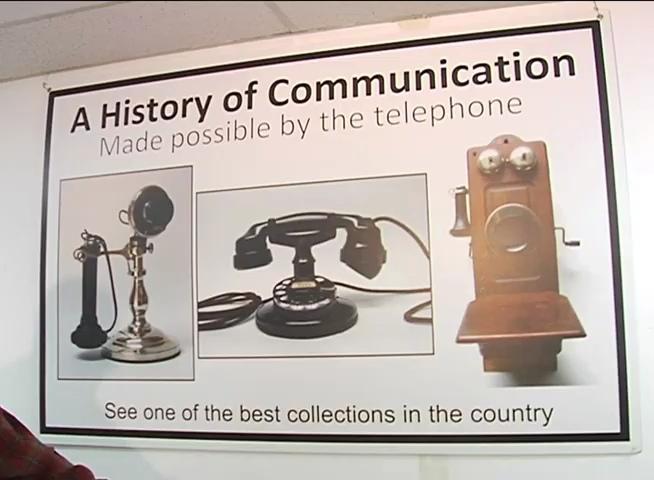 A History of Communication
Made possible by the telephone
See one of the best collections in the country